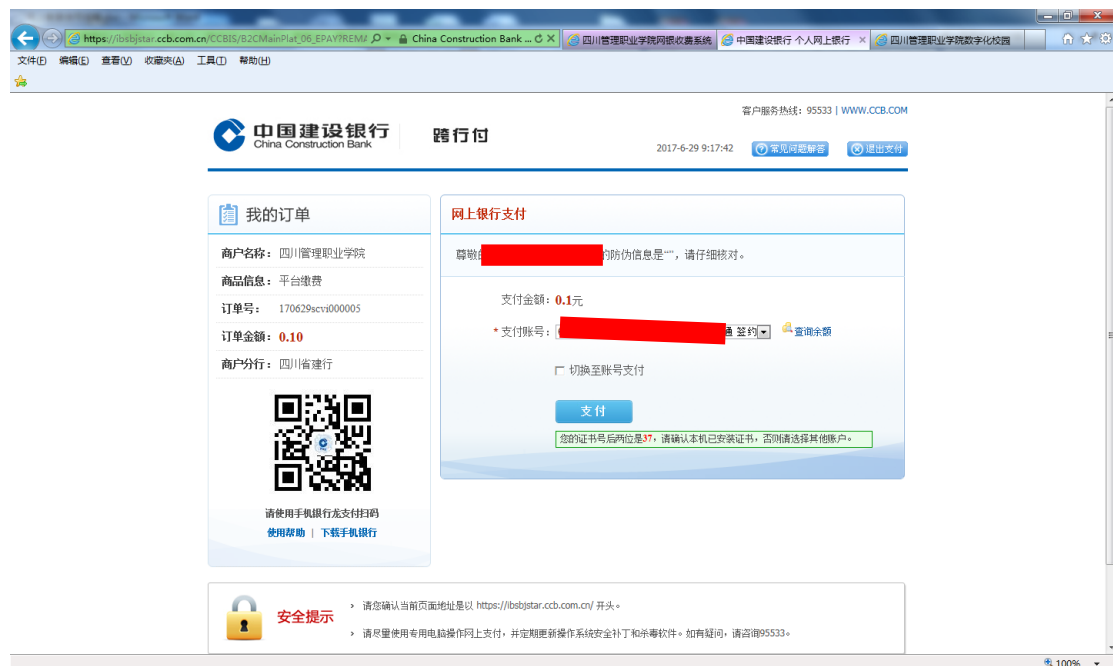 https://ibsbjstar.ccb.com.cn/CCBIS/B2CMainPlat_06_EPAY?REMA
China Construction Bank ...
四川管理职业学院网银收费系统
中国建设银行 个人网上银行
四川管理职业学院数字化校园
文件(F) 编辑(E) 查看(V) 收藏夹(A) 工具(T) 帮助(H)
客户服务热线：95533 | WWW.CCB.COM
中国建设银行
China Construction Bank
跨行付
2017-6-29 9:17:42
常见问题解答
退出支付
我的订单
商户名称： 四川管理职业学院
商品信息： 平台缴费
订单号： 170629scvi000005
订单金额： 0.10
商户分行： 四川省建行
请使用手机银行龙支付扫码
使用帮助 | 下载手机银行
网上银行支付
尊敬
的防伪信息是“”，请仔细核对。
支付金额：0.1元
* 支付账号：
通 签约
查询余额
切换至账号支付
支付
您的证书号后两位是37，请确认本机已安装证书，否则请选择其他账户。
安全提示
› 请您确认当前页面地址是以 https://ibsbjstar.ccb.com.cn/ 开头。
› 请尽量使用专用电脑操作网上支付，并定期更新操作系统安全补丁和杀毒软件。如有疑问，请咨询95533。
100%